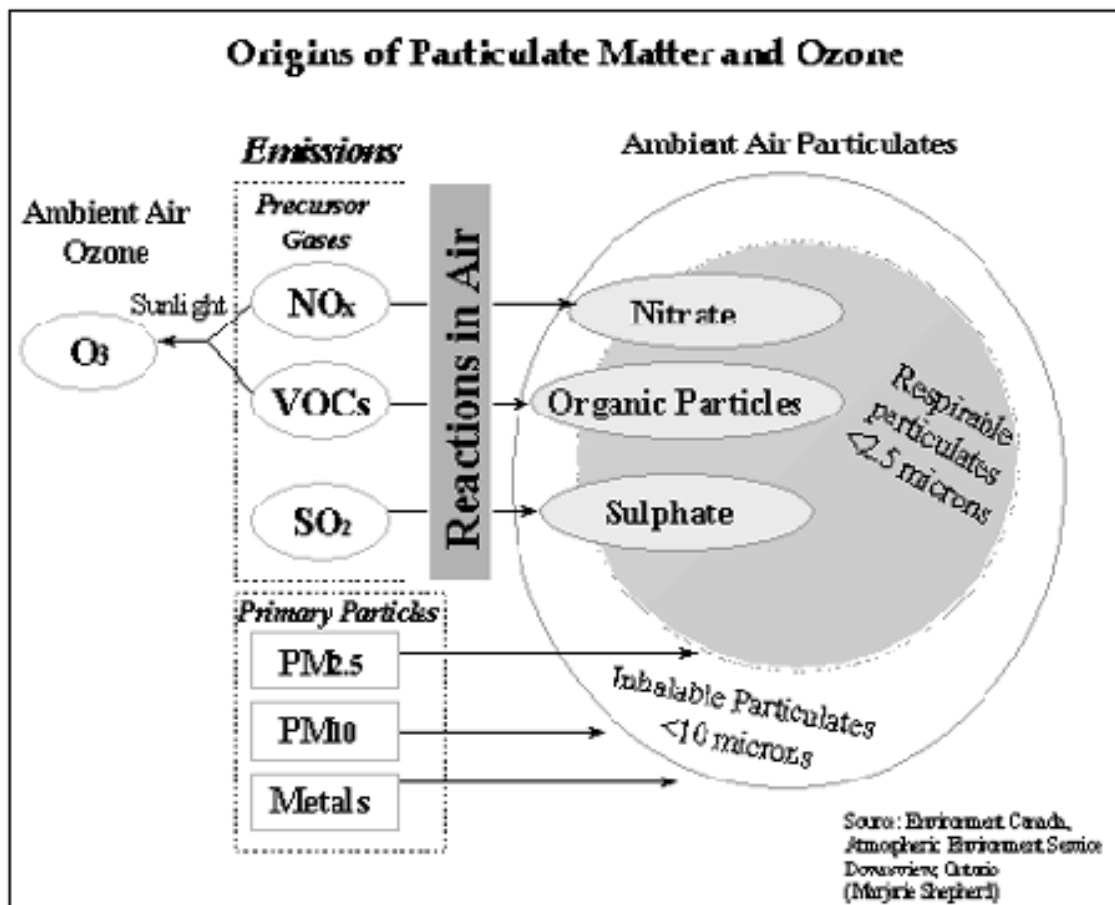 Origins of Particulate Matter and Ozone
Emissions
Ambient Air Particulates
Precursor
Gases
Ambient Air
Ozone
Sunlight
O3
NOx
VOCs
SO2
Reactions in Air
Nitrate
Organic Particles
Sulphate
Respirable
particulates
<2.5 microns
Primary Particles
PM2.5
PM10
Metals
Inhalable Particulates
<10 microns
Source: Environment Canada,
Atmospheric Environment Service
Downsview, Ontario
(Marjorie Shepherd)